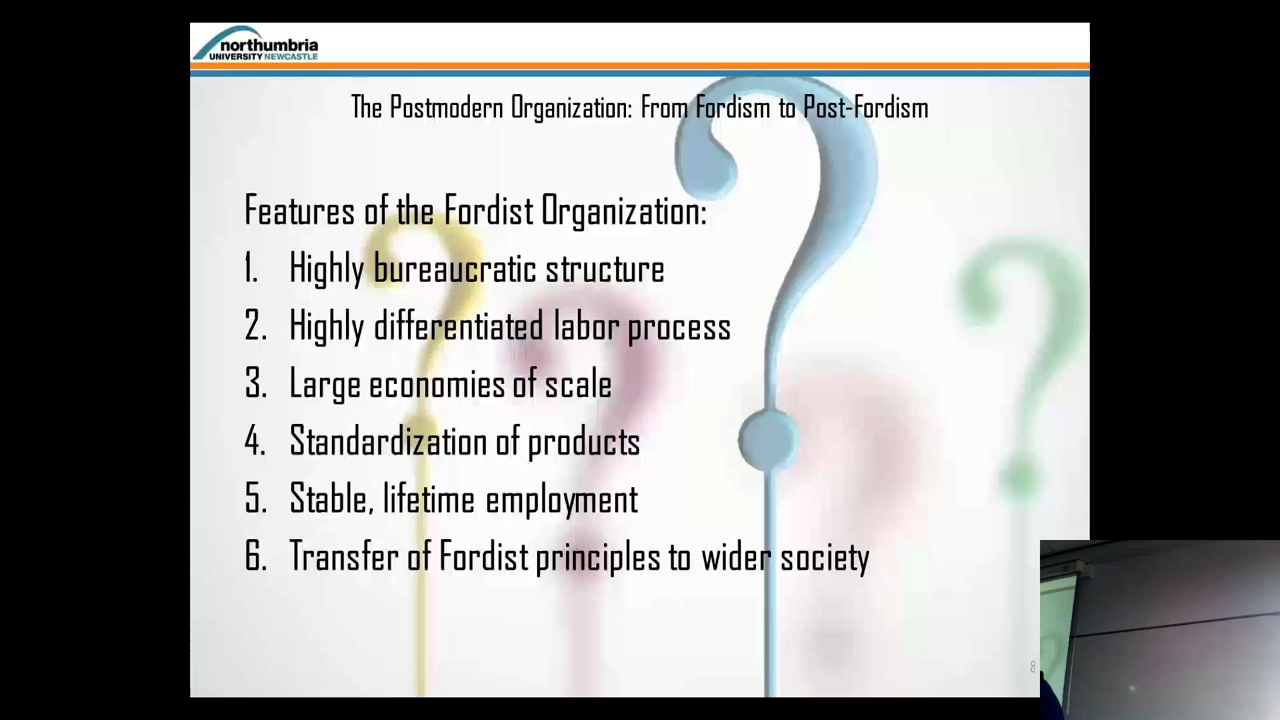 northumbria
UNIVERSITY NEWCASTLE
The Postmodern Organization: From Fordism to Post-Fordism
Features of the Fordist Organization:
1. Highly bureaucratic structure
2. Highly differentiated labor process
3. Large economies of scale
4. Standardization of products
5. Stable, lifetime employment
6. Transfer of Fordist principles to wider society
8